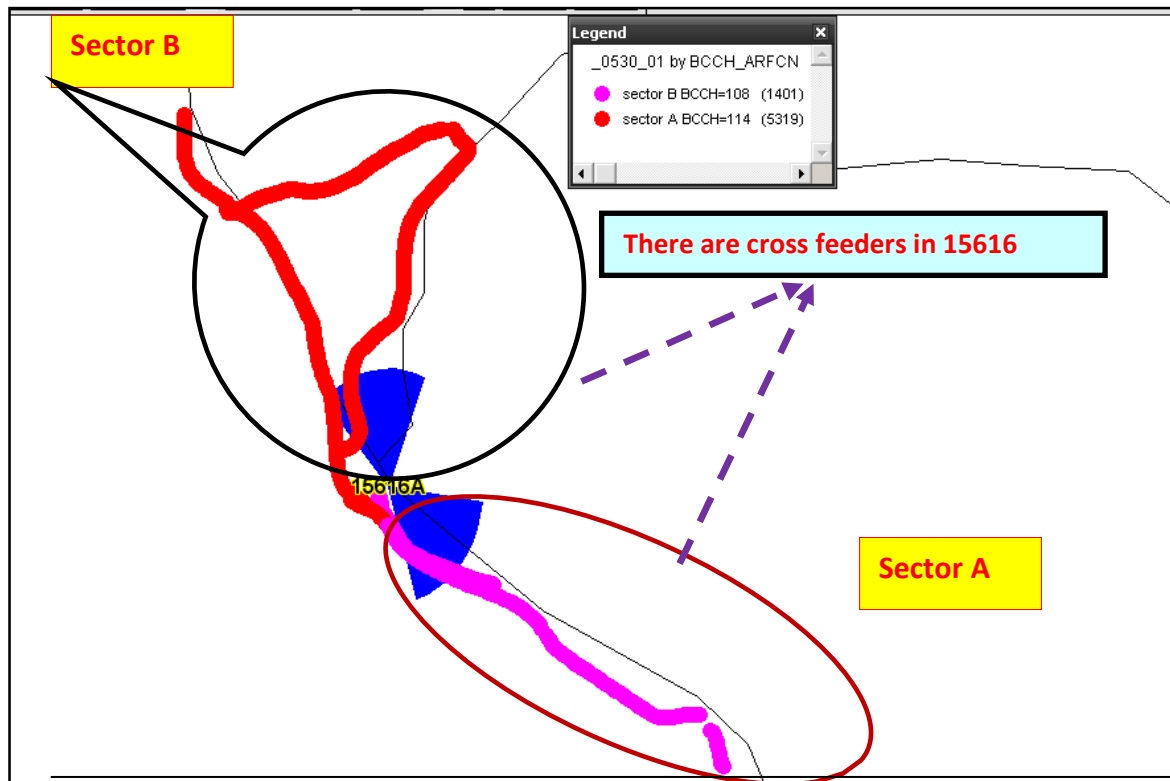 Sector B
Legend
_0530_01 by BCCH_ARFCN
sector B BCCH=108 (1401)
sector A BCCH=114 (5319)
There are cross feeders in 15616
15616A
Sector A